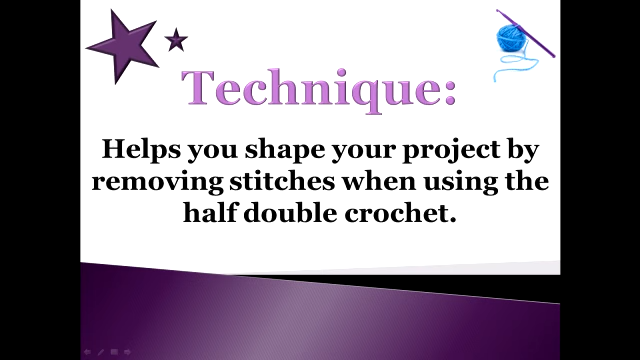 Technique:
Helps you shape your project by
removing stitches when using the
half double crochet.